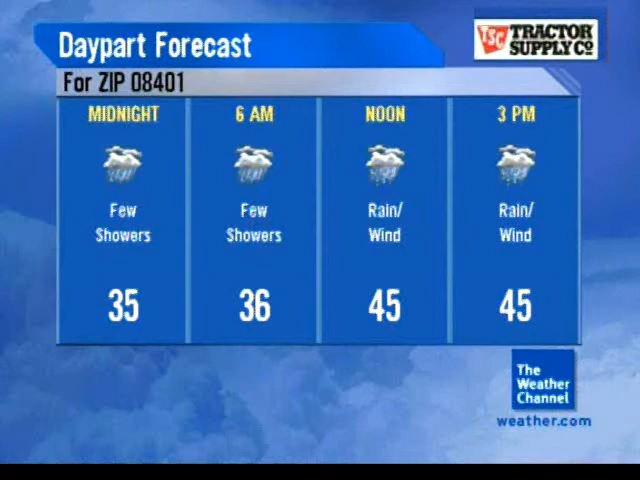 Daypart Forecast
TSC TRACTOR
SUPPLY CO
For ZIP 08401
MIDNIGHT 6 AM NOON 3 PM
Few Few Rain/ Rain/
Showers Showers Wind Wind
35 36 45 45
The
Weather
Channel
weather.com